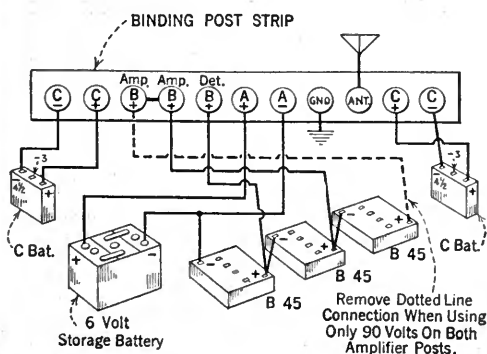 BINDING POST STRIP
Amp. Amp. Det.
C - C + B + B + B + A + A - GND ANT. C + C -
4½ -3 +
C Bat.
+ -
6 Volt
Storage Battery
- +
B 45
- +
B 45
- +
B 45
4½ -3 +
C Bat.
Remove Dotted Line
Connection When Using
Only 90 Volts On Both
Amplifier Posts.